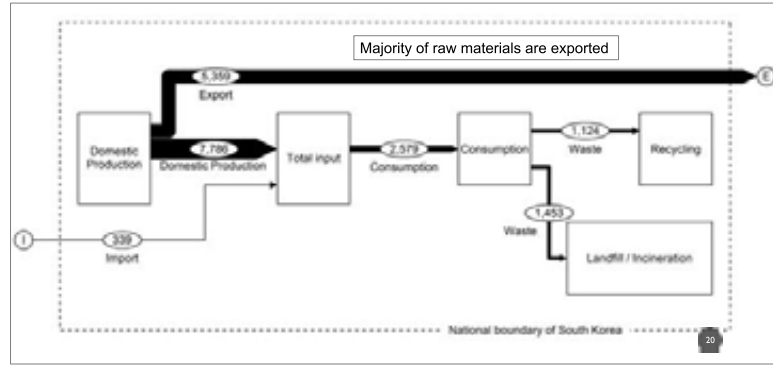 Majority of raw materials are exported
5,359
Export
E
Domestic
Production
7,786
Domestic Production
Total input
2,579
Consumption
Consumption
1,124
Waste
Recycling
1,453
Waste
Landfill / Incineration
I
339
Import
National boundary of South Korea
20